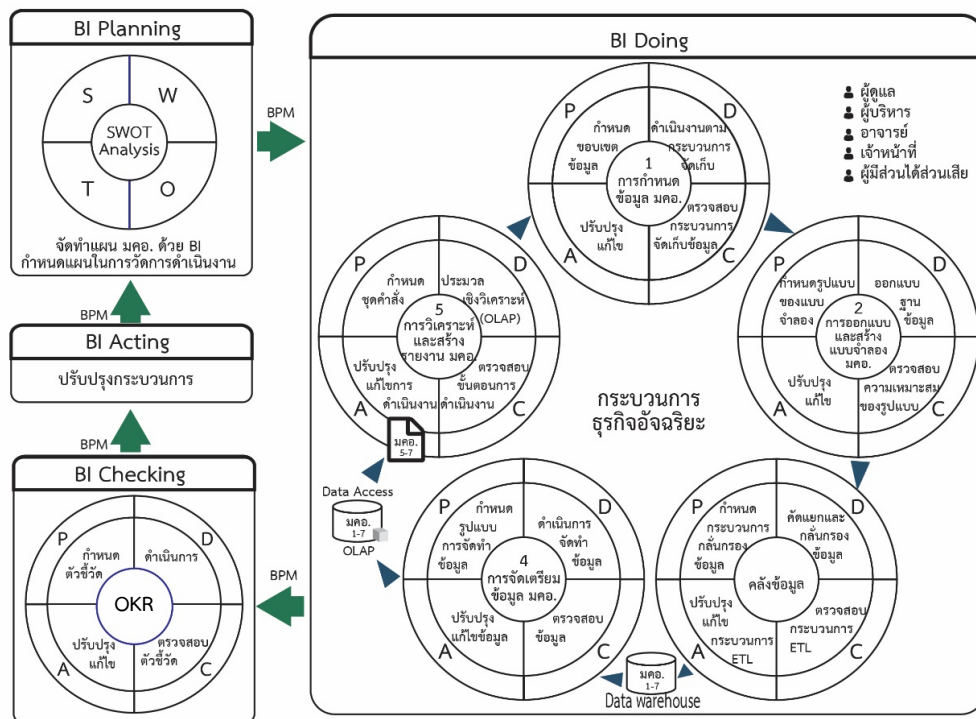 BI Planning
S
W
SWOT
Analysis
T
O
จัดทำแผน มคอ. ด้วย BI
กำหนดแผนในการวัดการดำเนินงาน
BPM
BPM
BI Acting
ปรับปรุงกระบวนการ
BPM
BI Checking
P
D
กำหนด
ตัวชี้วัด
ดำเนินการ
OKR
ปรับปรุง
แก้ไข
ตรวจสอบ
ตัวชี้วัด
A
C
BPM
BI Doing
ผู้ดูแล
ผู้บริหาร
อาจารย์
เจ้าหน้าที่
ผู้มีส่วนได้ส่วนเสีย
P
D
กำหนด
ขอบเขต
ข้อมูล
ดำเนินงานตาม
กระบวนการ
จัดเก็บ
1
การกำหนด
ข้อมูล มคอ.
ปรับปรุง
แก้ไข
ตรวจสอบ
กระบวนการ
จัดเก็บข้อมูล
A
C
P
D
กำหนดรูปแบบ
ของแบบ
จำลอง
ออกแบบ
ฐาน
ข้อมูล
2
การออกแบบ
และสร้าง
แบบจำลอง
มคอ.
ปรับปรุง
แก้ไข
ตรวจสอบ
ความเหมาะสม
ของรูปแบบ
A
C
P
D
กำหนด
กระบวนการ
กลั่นกรอง
ข้อมูล
คัดแยกและ
กลั่นกรอง
ข้อมูล
คลังข้อมูล
ปรับปรุง
แก้ไข
กระบวนการ
ETL
ตรวจสอบ
กระบวนการ
ETL
A
C
มคอ.
1-7
Data warehouse
P
D
กำหนด
รูปแบบ
การจัดทำ
ข้อมูล
ดำเนินการ
จัดทำ
ข้อมูล
4
การจัดเตรียม
ข้อมูล มคอ.
ปรับปรุง
แก้ไขข้อมูล
ตรวจสอบ
ข้อมูล
A
C
Data Access
มคอ.
1-7
OLAP
มคอ.
5-7
P
D
กำหนด
ชุดคำสั่ง
ประมวล
เชิงวิเคราะห์
(OLAP)
5
การวิเคราะห์
และสร้าง
รายงาน มคอ.
ปรับปรุง
แก้ไขการ
ดำเนินงาน
ตรวจสอบ
ขั้นตอนการ
ดำเนินงาน
A
C
กระบวนการ
ธุรกิจอัจฉริยะ